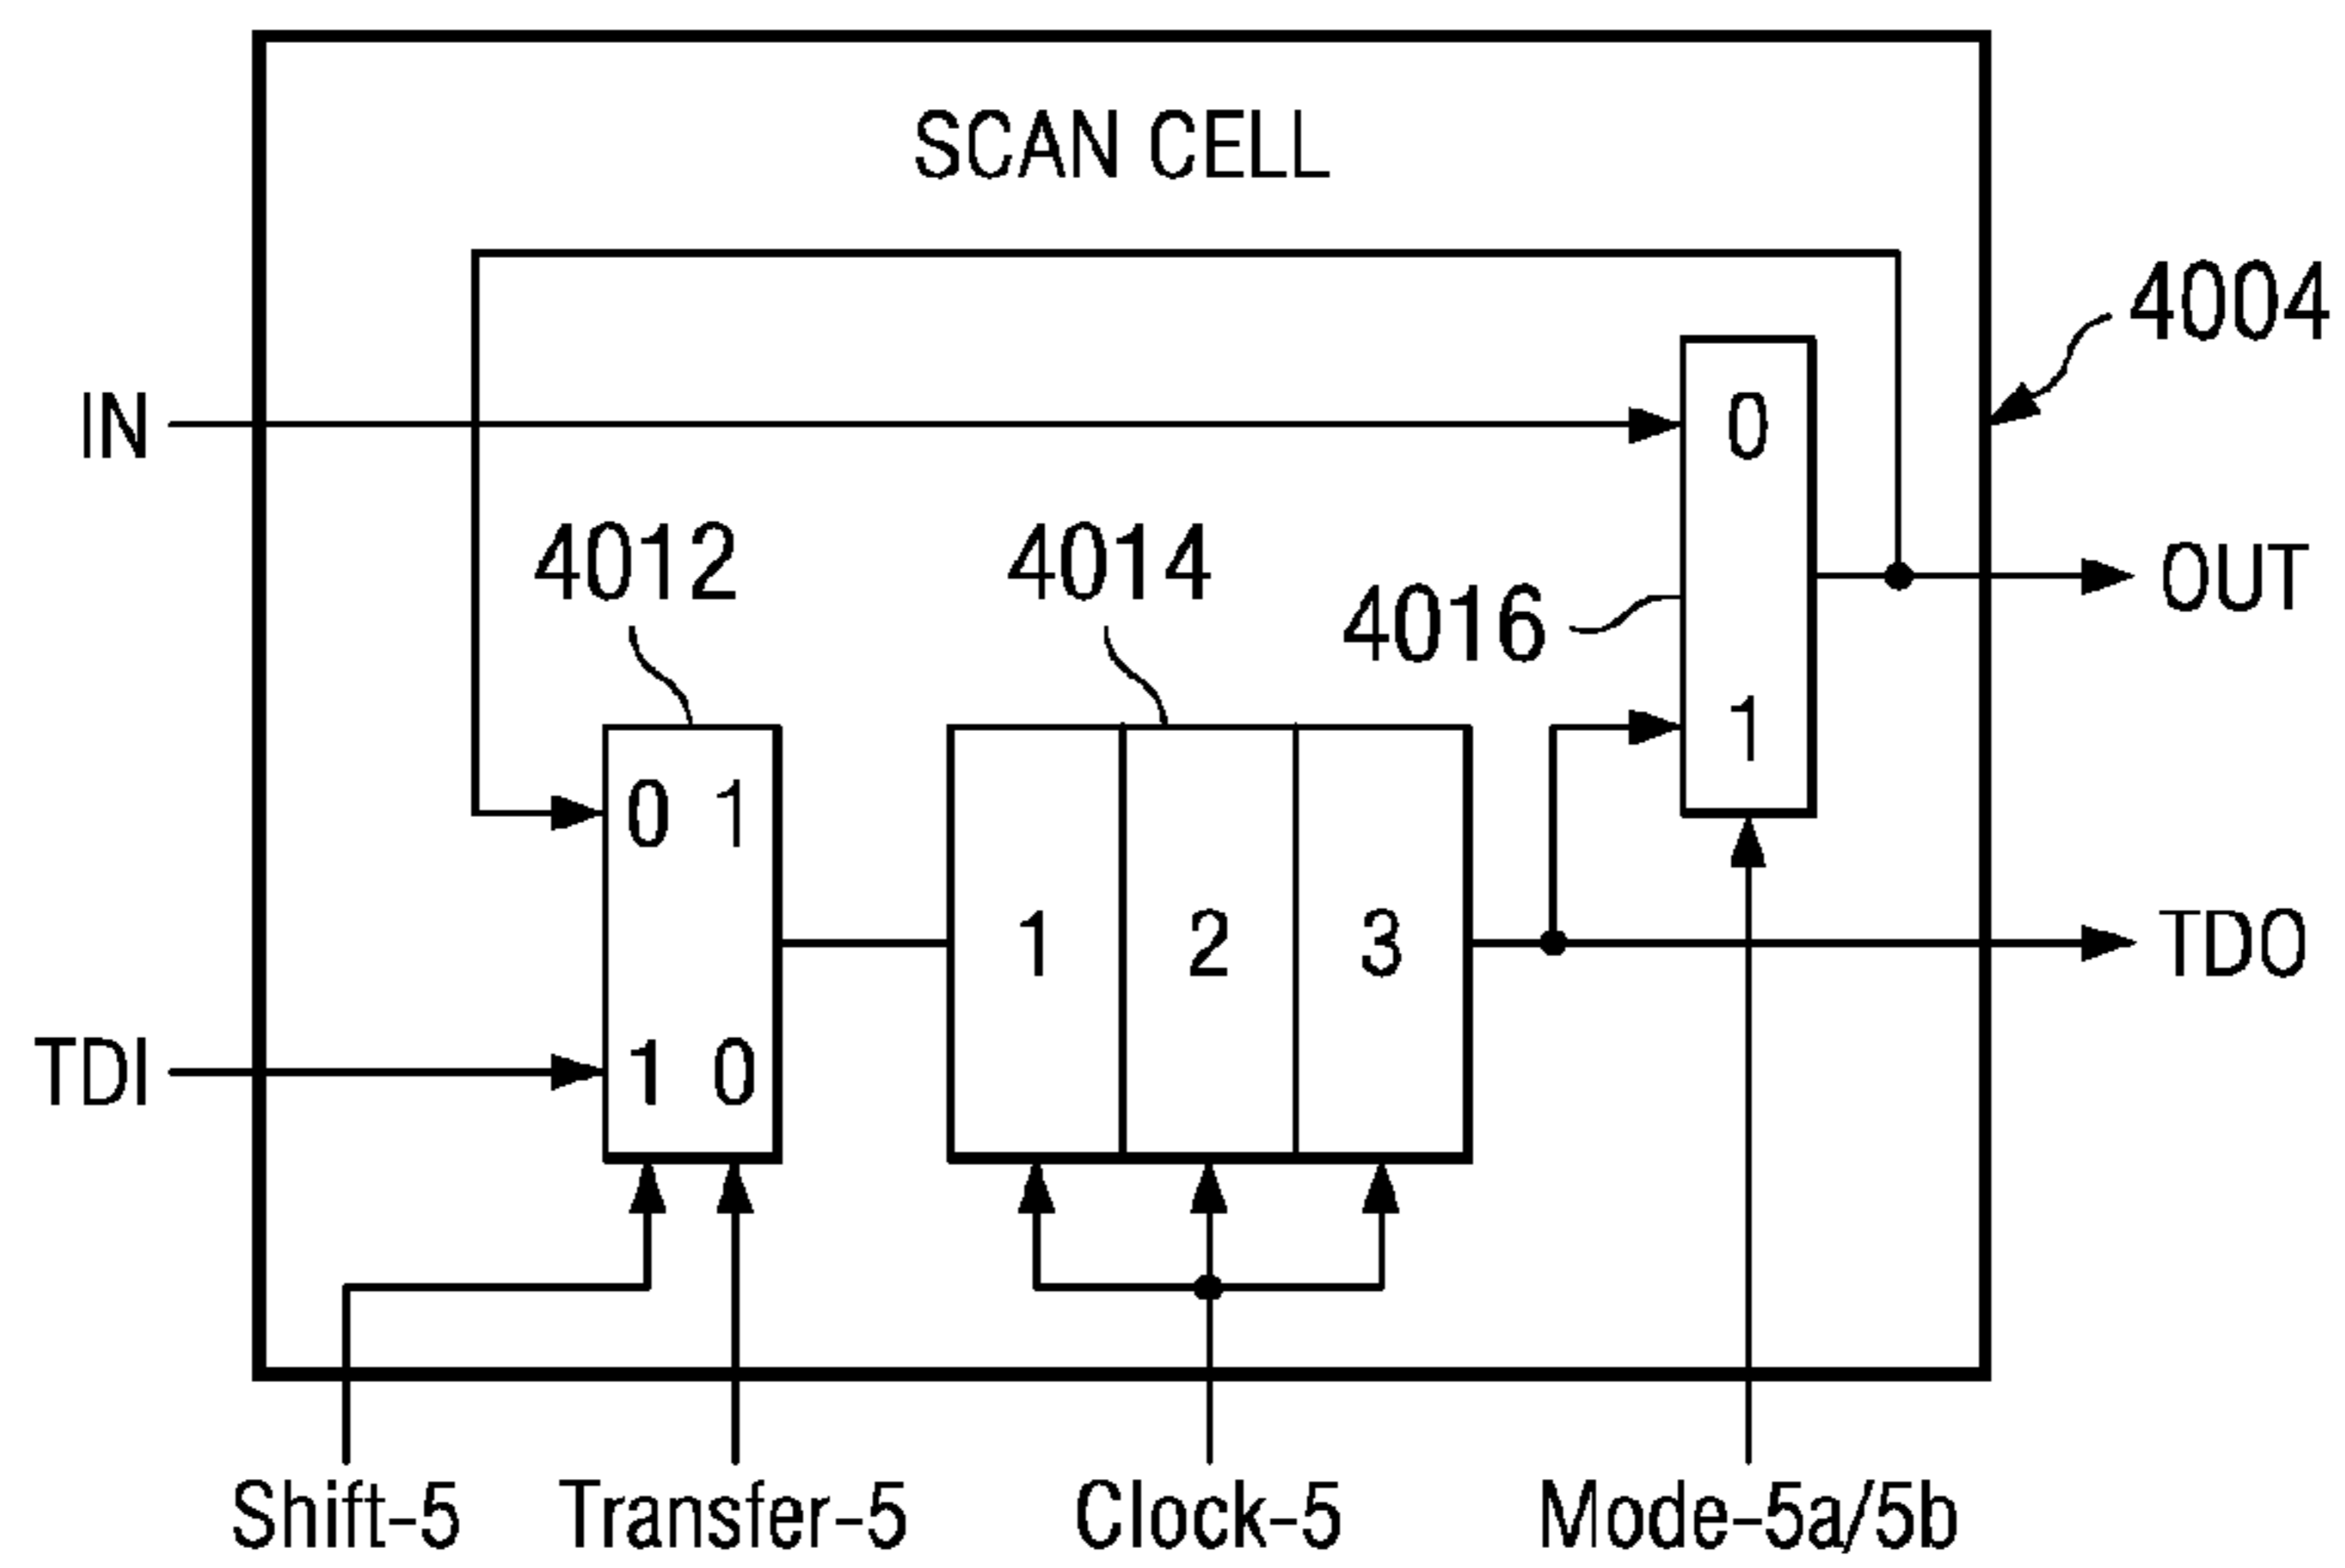 SCAN CELL
4004
IN
0
4012
4014
4016
OUT
1
0 1
1
2
3
TDO
TDI
1 0
Shift-5
Transfer-5
Clock-5
Mode-5a/5b